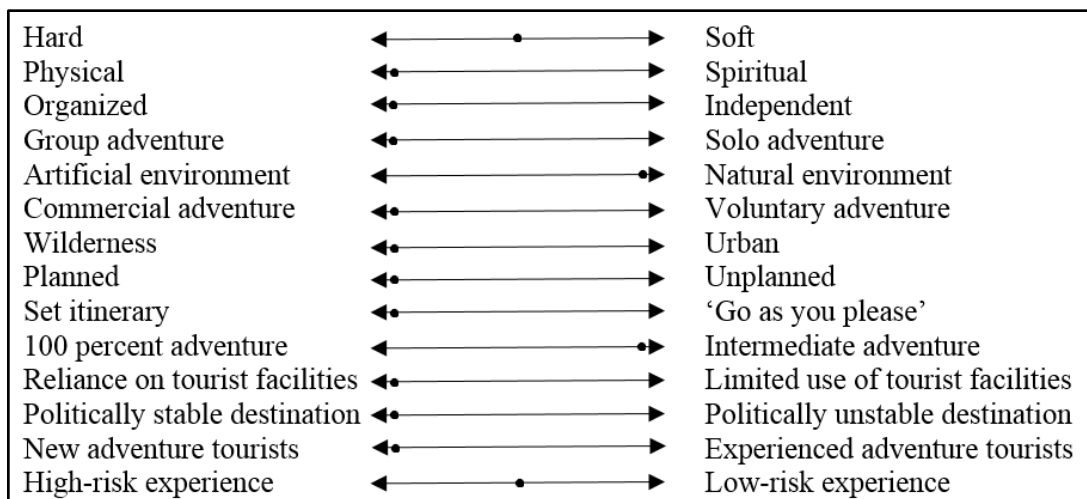 Hard Soft
Physical Spiritual
Organized Independent
Group adventure Solo adventure
Artificial environment Natural environment
Commercial adventure Voluntary adventure
Wilderness Urban
Planned Unplanned
Set itinerary ‘Go as you please’
100 percent adventure Intermediate adventure
Reliance on tourist facilities Limited use of tourist facilities
Politically stable destination Politically unstable destination
New adventure tourists Experienced adventure tourists
High-risk experience Low-risk experience